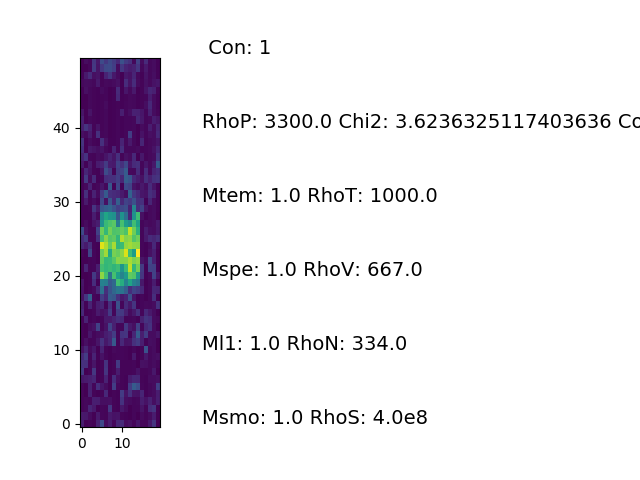 Con: 1
RhoP: 3300.0 Chi2: 3.6236325117403636 Co
Mtem: 1.0 RhoT: 1000.0
Mspe: 1.0 RhoV: 667.0
Ml1: 1.0 RhoN: 334.0
Msmo: 1.0 RhoS: 4.0e8
40
30
20
10
0
0 10